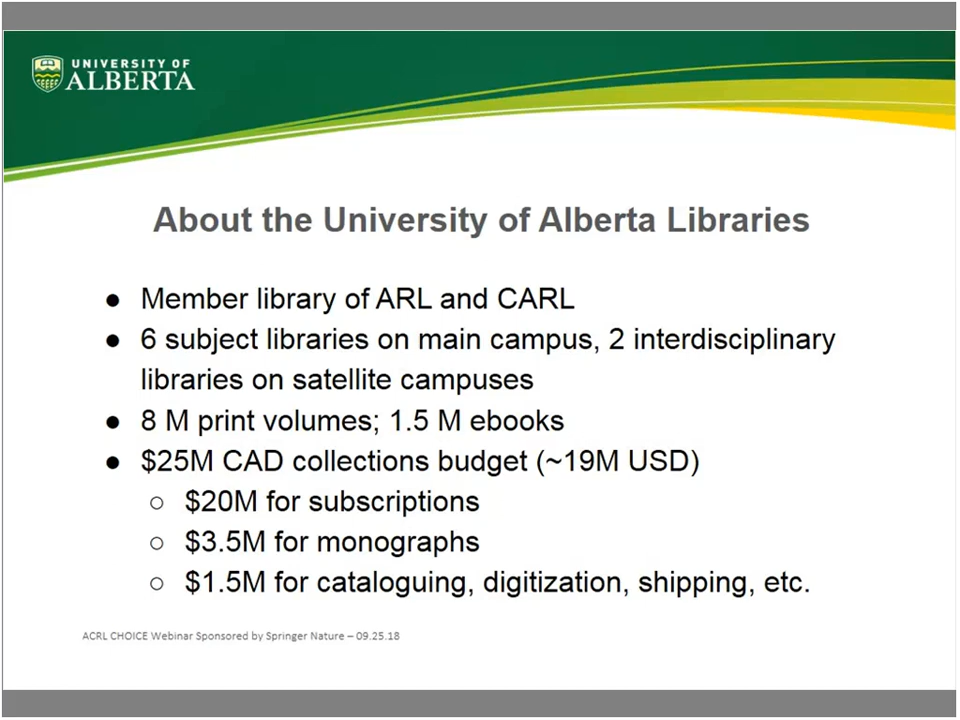 UNIVERSITY OF
ALBERTA
About the University of Alberta Libraries
● Member library of ARL and CARL
● 6 subject libraries on main campus, 2 interdisciplinary
libraries on satellite campuses
● 8 M print volumes; 1.5 M ebooks
● $25M CAD collections budget (~19M USD)
○ $20M for subscriptions
○ $3.5M for monographs
○ $1.5M for cataloguing, digitization, shipping, etc.
ACRL CHOICE Webinar Sponsored by Springer Nature – 09.25.18